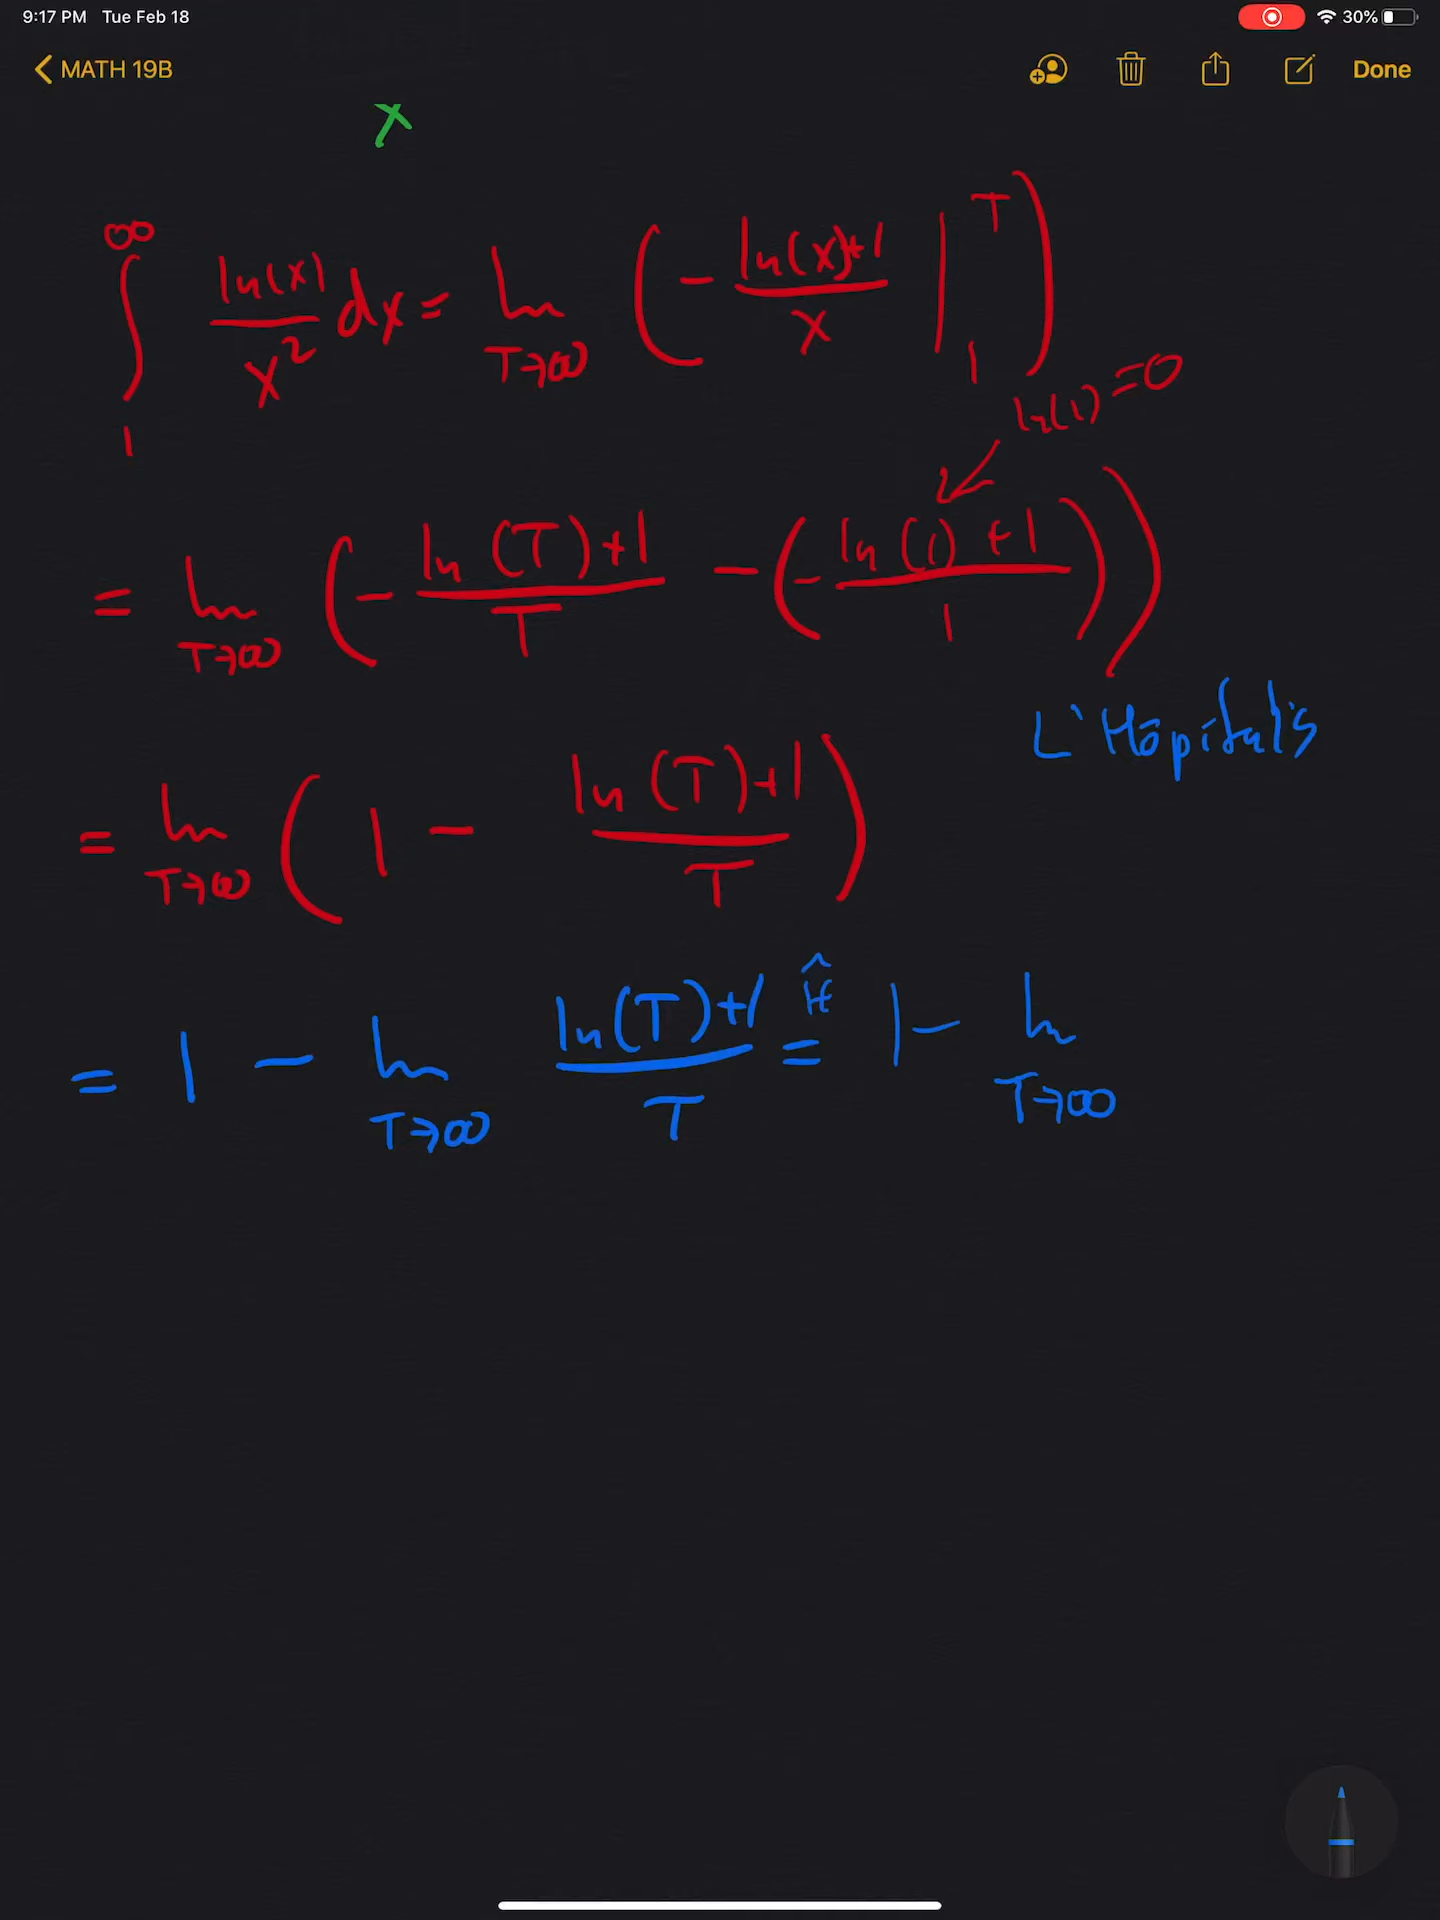 9:17 PM Tue Feb 18 30%
MATH 19B Done
x
∫₁^∞ ln(x)/x² dx = lim T→∞ ( - (ln(x)+1)/x |₁^T )
ln(1) = 0
= lim T→∞ ( - (ln(T)+1)/T - ( - (ln(1)+1)/1 ) )
L'Hôpital's
= lim T→∞ ( 1 - (ln(T)+1)/T )
= 1 - lim T→∞ (ln(T)+1)/T =^Ĥ 1 - lim T→∞